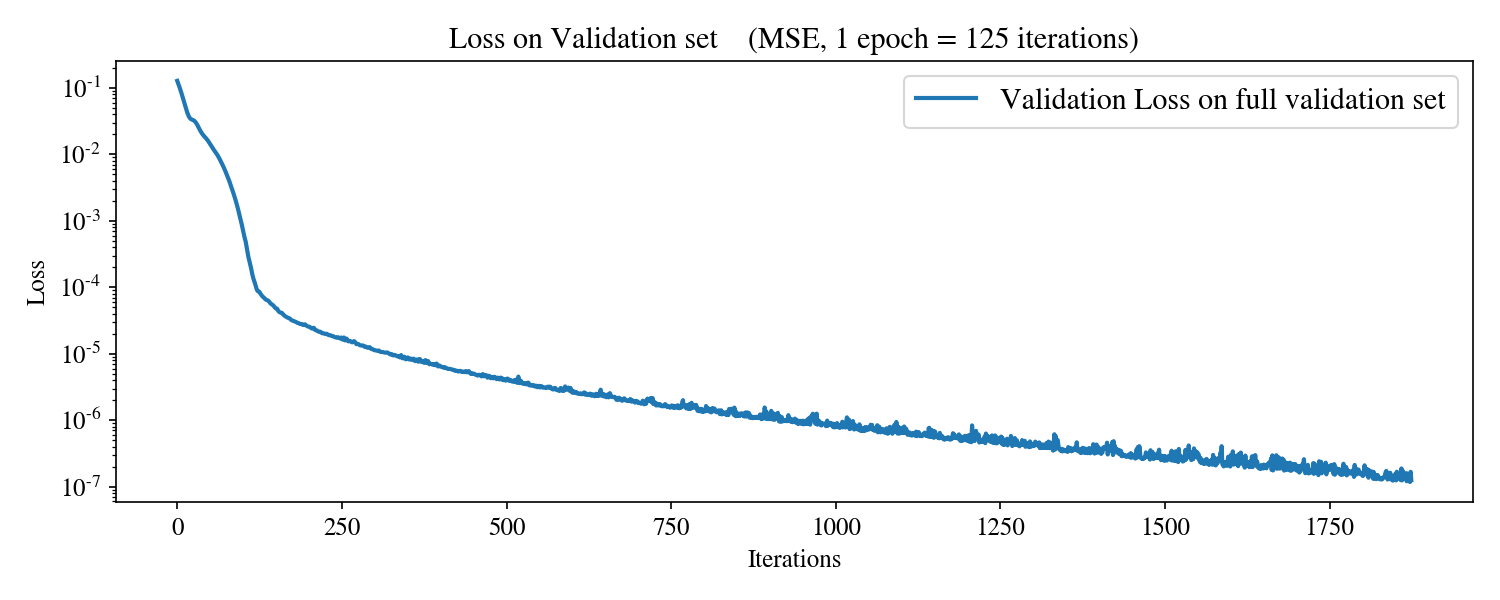 Loss on Validation set (MSE, 1 epoch = 125 iterations)
Validation Loss on full validation set
Loss
10^-1
10^-2
10^-3
10^-4
10^-5
10^-6
10^-7
0 250 500 750 1000 1250 1500 1750
Iterations